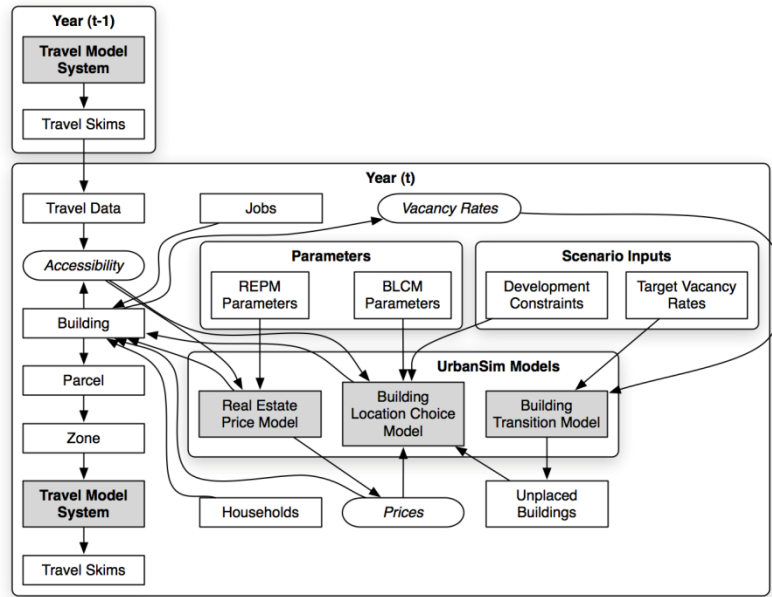 Year (t-1)
Travel Model
System
Travel Skims
Year (t)
Travel Data
Jobs
Vacancy Rates
Accessibility
Parameters
REPM
Parameters
BLCM
Parameters
Scenario Inputs
Development
Constraints
Target Vacancy
Rates
Building
UrbanSim Models
Parcel
Real Estate
Price Model
Building
Location Choice
Model
Building
Transition Model
Zone
Travel Model
System
Households
Prices
Unplaced
Buildings
Travel Skims